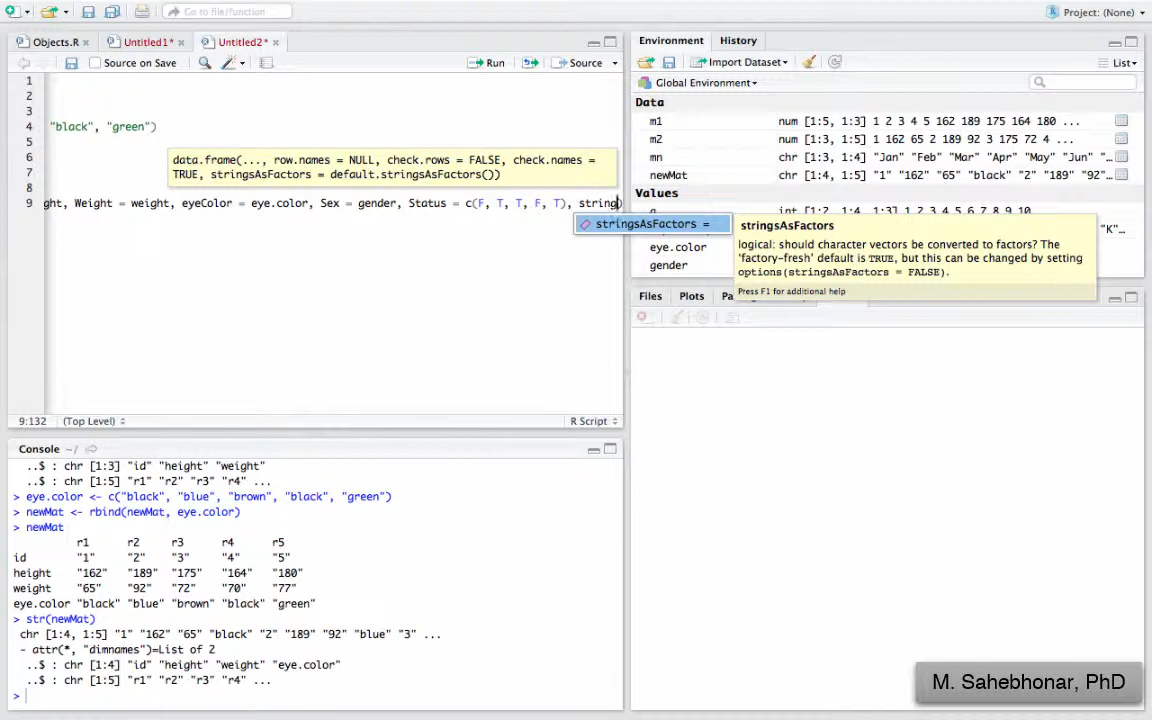 Go to file/function
Project: (None)
Objects.R
Untitled1*
Untitled2*
Source on Save
Run
Source
1
2
3
4 "black", "green")
5
6
7
8
9 ght, Weight = weight, eyeColor = eye.color, Sex = gender, Status = c(F, T, T, F, T), string)
data.frame(..., row.names = NULL, check.rows = FALSE, check.names =
TRUE, stringsAsFactors = default.stringsAsFactors())
stringsAsFactors =
stringsAsFactors
logical: should character vectors be converted to factors? The
'factory-fresh' default is TRUE, but this can be changed by setting
options(stringsAsFactors = FALSE).
Press F1 for additional help
9:132 (Top Level) R Script
Environment History
Import Dataset
List
Global Environment
Data
m1 num [1:5, 1:3] 1 2 3 4 5 162 189 175 164 180 ...
m2 num [1:5, 1:3] 1 162 65 2 189 92 3 175 72 4 ...
mn chr [1:3, 1:4] "Jan" "Feb" "Mar" "Apr" "May" "Jun" "…
newMat chr [1:4, 1:5] "1" "162" "65" "black" "2" "189" "92"…
Values
int [1:2, 1:4] 3 4 5 6 7 8 9 10
"K"…
eye.color
gender
Files Plots
Console ~/
..$ : chr [1:3] "id" "height" "weight"
..$ : chr [1:5] "r1" "r2" "r3" "r4" ...
> eye.color <- c("black", "blue", "brown", "black", "green")
> newMat <- rbind(newMat, eye.color)
> newMat
r1 r2 r3 r4 r5
id "1" "2" "3" "4" "5"
height "162" "189" "175" "164" "180"
weight "65" "92" "72" "70" "77"
eye.color "black" "blue" "brown" "black" "green"
> str(newMat)
chr [1:4, 1:5] "1" "162" "65" "black" "2" "189" "92" "blue" "3" ...
- attr(*, "dimnames")=List of 2
..$ : chr [1:4] "id" "height" "weight" "eye.color"
..$ : chr [1:5] "r1" "r2" "r3" "r4" ...
>
M. Sahebhonar, PhD